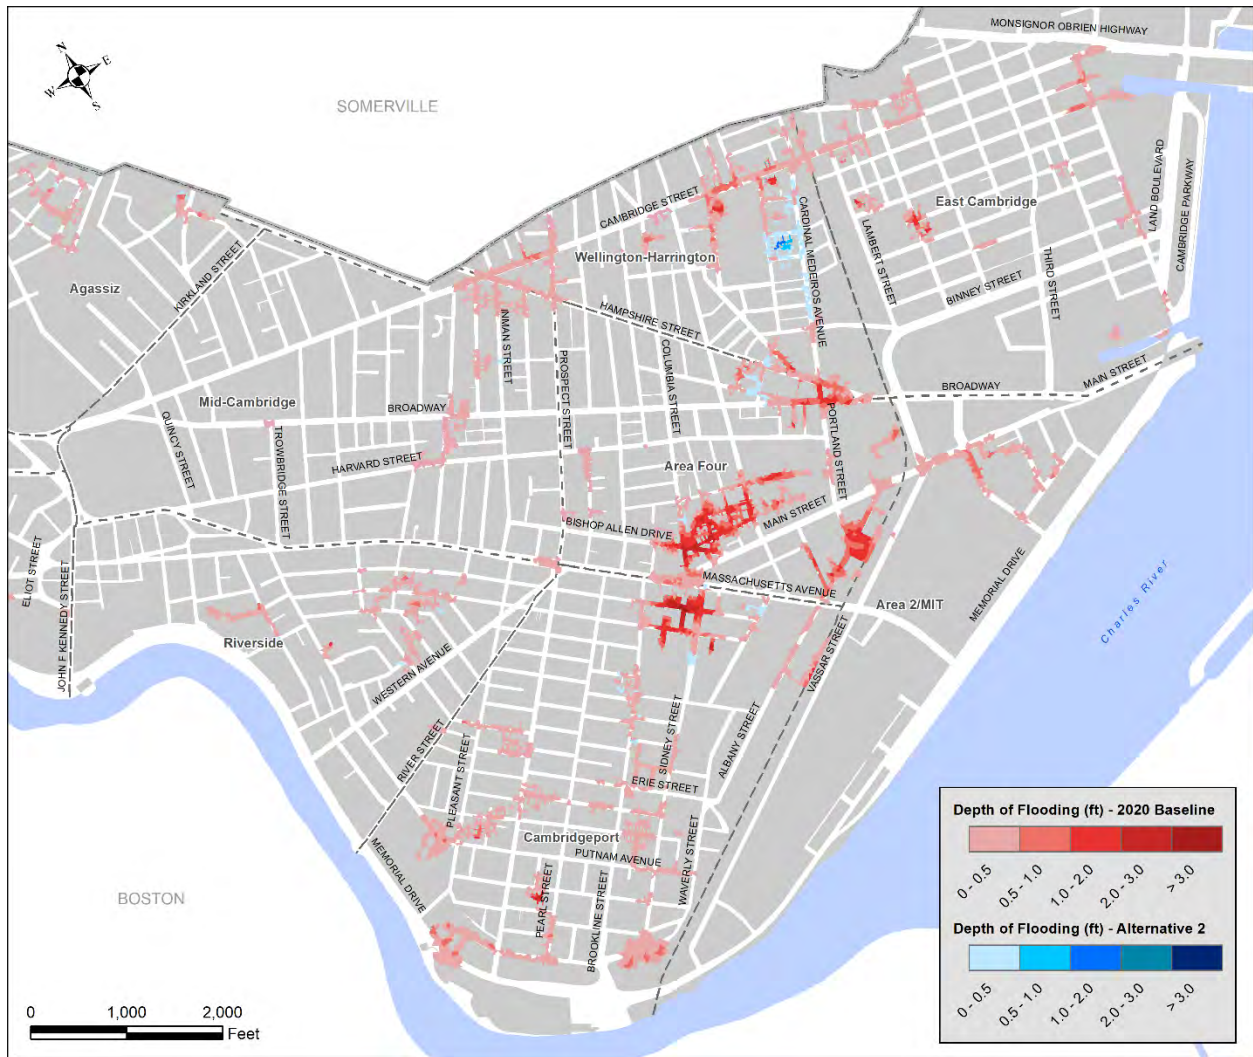 MONSIGNOR OBRIEN HIGHWAY
N
E
W
S
SOMERVILLE
LAND BOULEVARD
CAMBRIDGE PARKWAY
CAMBRIDGE STREET
CARDINAL MEDEIROS AVENUE
East Cambridge
LAMBERT STREET
Wellington-Harrington
KIRKLAND STREET
Agassiz
THIRD STREET
BINNEY STREET
HAMPSHIRE STREET
INMAN STREET
PROSPECT STREET
COLUMBIA STREET
MAIN STREET
BROADWAY
Mid-Cambridge
BROADWAY
QUINCY STREET
TROWBRIDGE STREET
HARVARD STREET
PORTLAND STREET
Area Four
MAIN STREET
BISHOP ALLEN DRIVE
ELIOT STREET
JOHN F KENNEDY STREET
MASSACHUSETTS AVENUE
Area 2/MIT
MEMORIAL DRIVE
Charles River
Riverside
WESTERN AVENUE
VASSAR STREET
RIVER STREET
PLEASANT STREET
SIDNEY STREET
ALBANY STREET
ERIE STREET
Cambridgeport
PUTNAM AVENUE
WAVERLY STREET
MEMORIAL DRIVE
PEARL STREET
BROOKLINE STREET
BOSTON
Depth of Flooding (ft) - 2020 Baseline
0 - 0.5
0.5 - 1.0
1.0 - 2.0
2.0 - 3.0
> 3.0
Depth of Flooding (ft) - Alternative 2
0 - 0.5
0.5 - 1.0
1.0 - 2.0
2.0 - 3.0
> 3.0
0 1,000 2,000
Feet